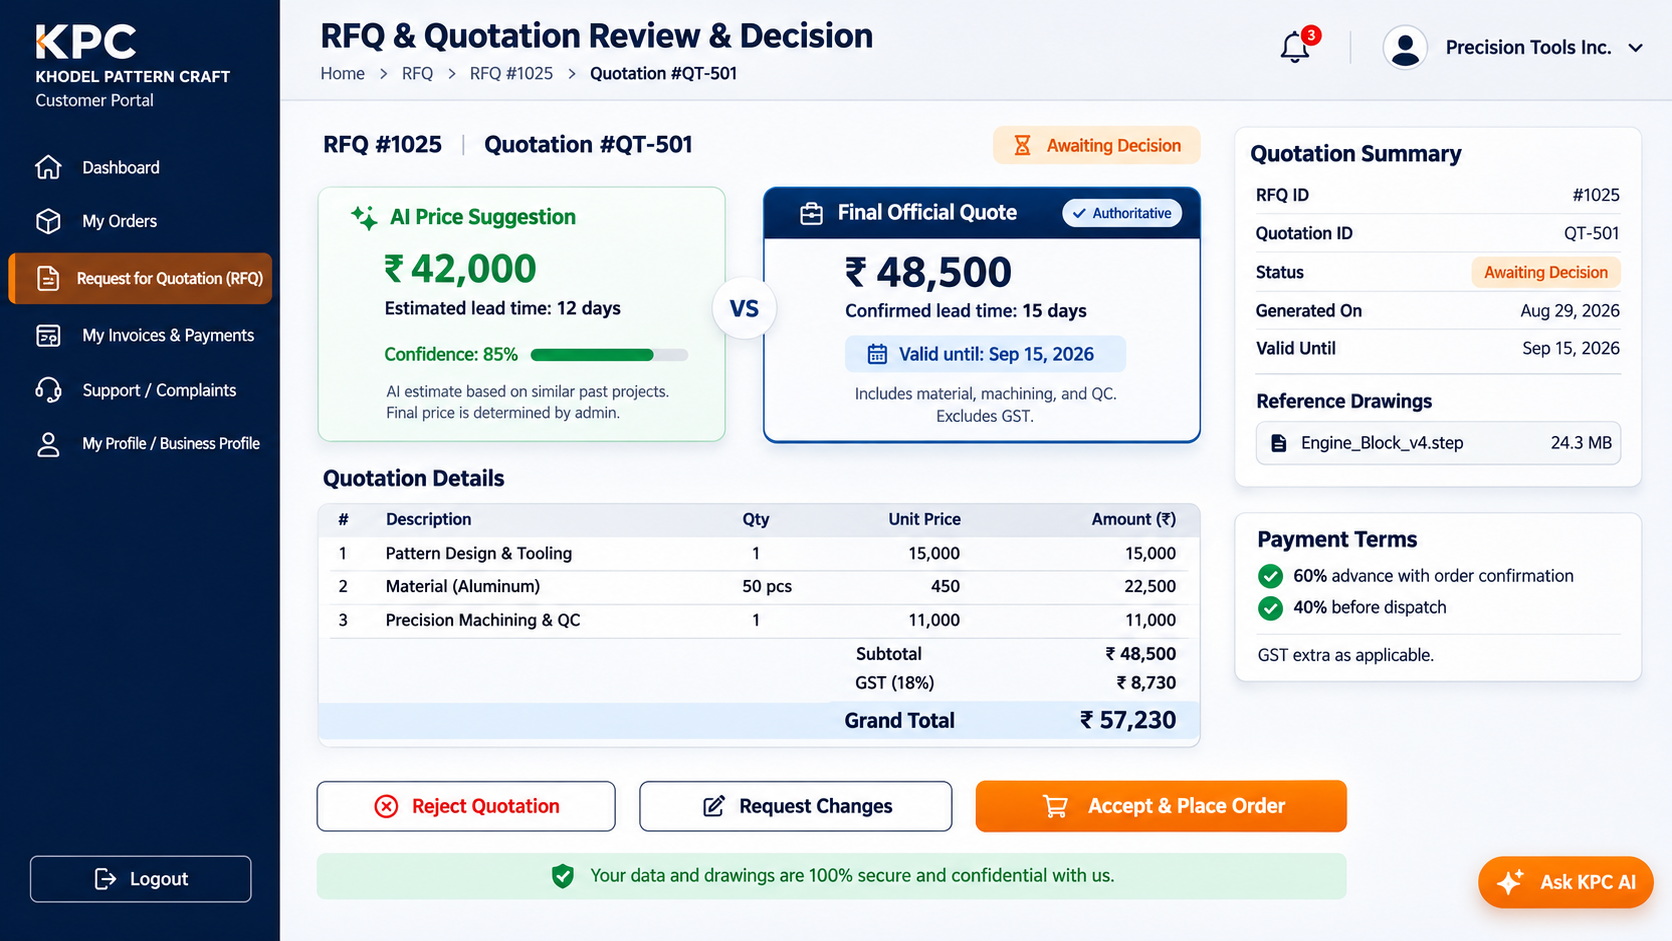 KPC
KHODEL PATTERN CRAFT
Customer Portal
Dashboard
My Orders
Request for Quotation (RFQ)
My Invoices & Payments
Support / Complaints
My Profile / Business Profile
Logout
RFQ & Quotation Review & Decision
Home > RFQ > RFQ #1025 > Quotation #QT-501
3
Precision Tools Inc.
RFQ #1025 | Quotation #QT-501
Awaiting Decision
AI Price Suggestion
₹ 42,000
Estimated lead time: 12 days
Confidence: 85%
AI estimate based on similar past projects.
Final price is determined by admin.
VS
Final Official Quote
Authoritative
₹ 48,500
Confirmed lead time: 15 days
Valid until: Sep 15, 2026
Includes material, machining, and QC.
Excludes GST.
Quotation Details
# Description Qty Unit Price Amount (₹)
1 Pattern Design & Tooling 1 15,000 15,000
2 Material (Aluminum) 50 pcs 450 22,500
3 Precision Machining & QC 1 11,000 11,000
Subtotal ₹ 48,500
GST (18%) ₹ 8,730
Grand Total ₹ 57,230
Reject Quotation
Request Changes
Accept & Place Order
Your data and drawings are 100% secure and confidential with us.
Quotation Summary
RFQ ID #1025
Quotation ID QT-501
Status Awaiting Decision
Generated On Aug 29, 2026
Valid Until Sep 15, 2026
Reference Drawings
Engine_Block_v4.step 24.3 MB
Payment Terms
60% advance with order confirmation
40% before dispatch
GST extra as applicable.
Ask KPC AI